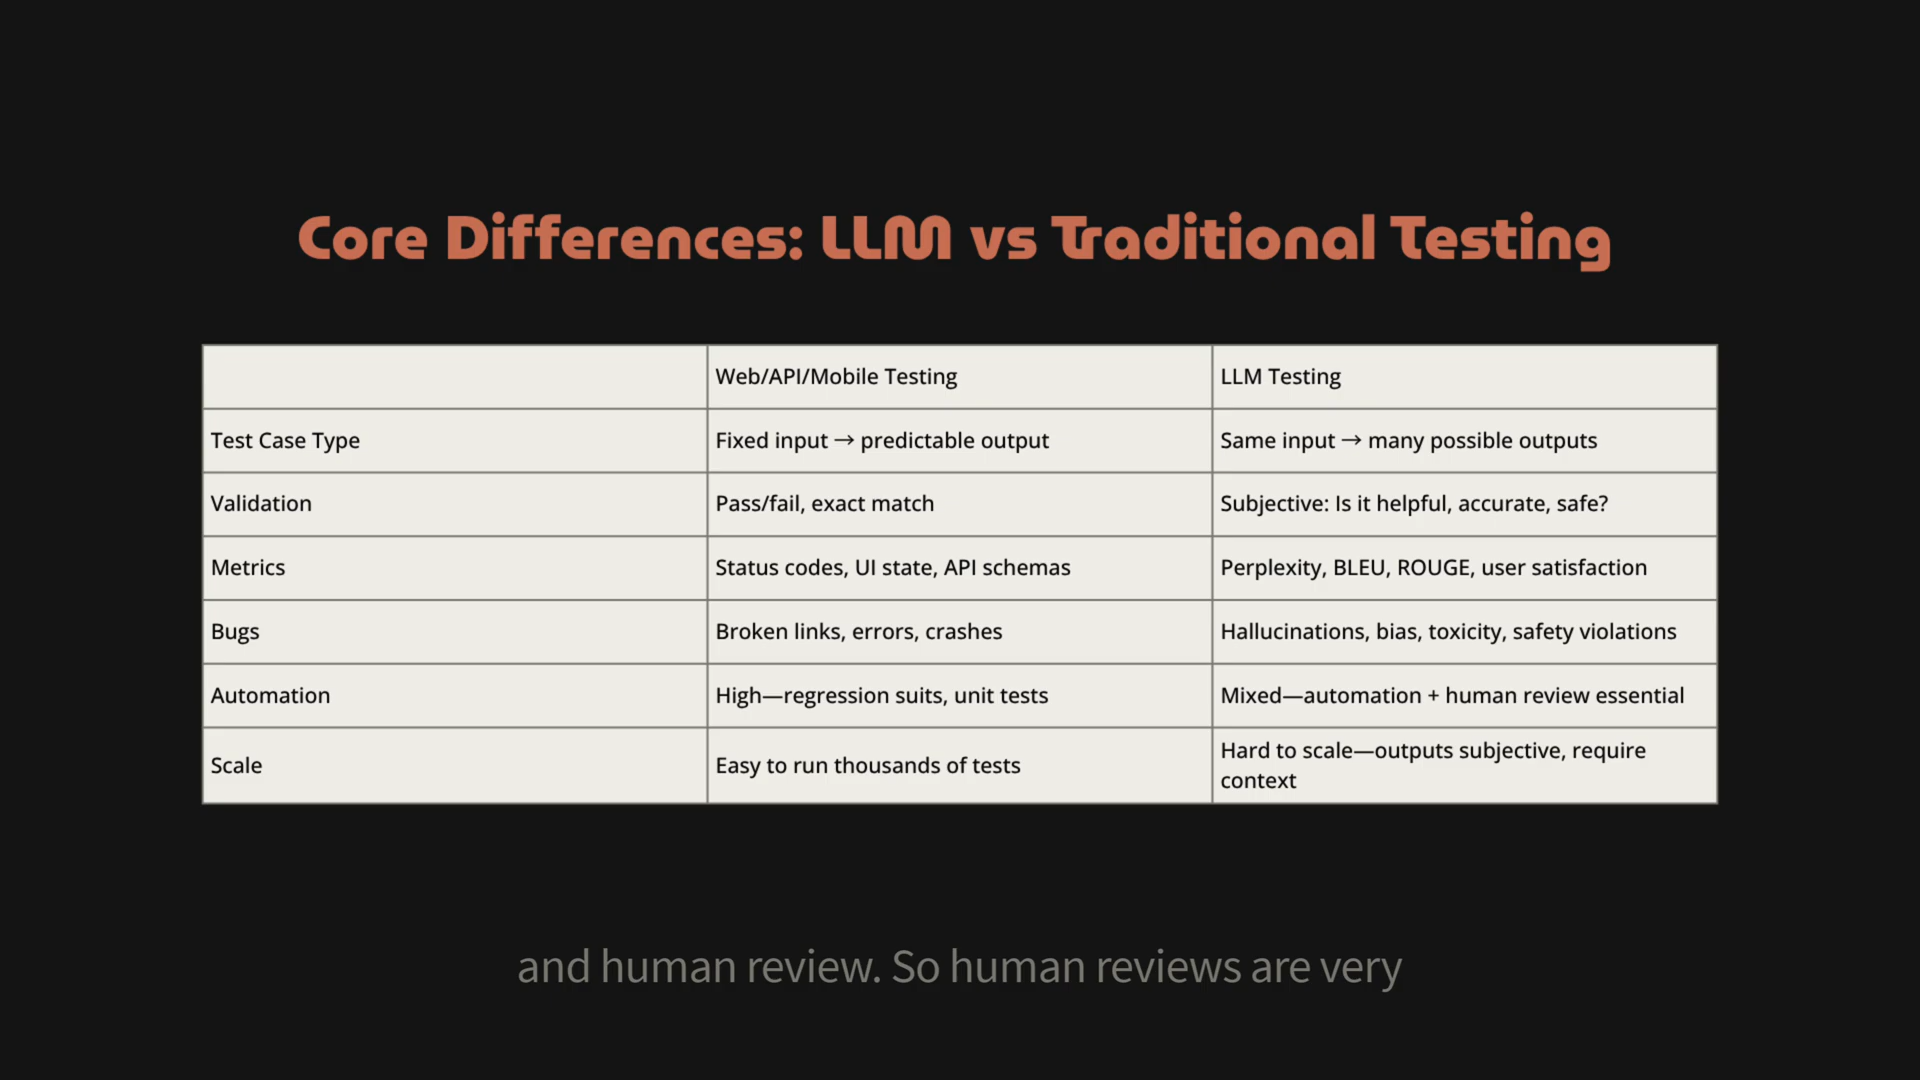 Core Differences: LLM vs Traditional Testing
Web/API/Mobile Testing
LLM Testing
Test Case Type
Fixed input → predictable output
Same input → many possible outputs
Validation
Pass/fail, exact match
Subjective: Is it helpful, accurate, safe?
Metrics
Status codes, UI state, API schemas
Perplexity, BLEU, ROUGE, user satisfaction
Bugs
Broken links, errors, crashes
Hallucinations, bias, toxicity, safety violations
Automation
High—regression suits, unit tests
Mixed—automation + human review essential
Scale
Easy to run thousands of tests
Hard to scale—outputs subjective, require
context
and human review. So human reviews are very